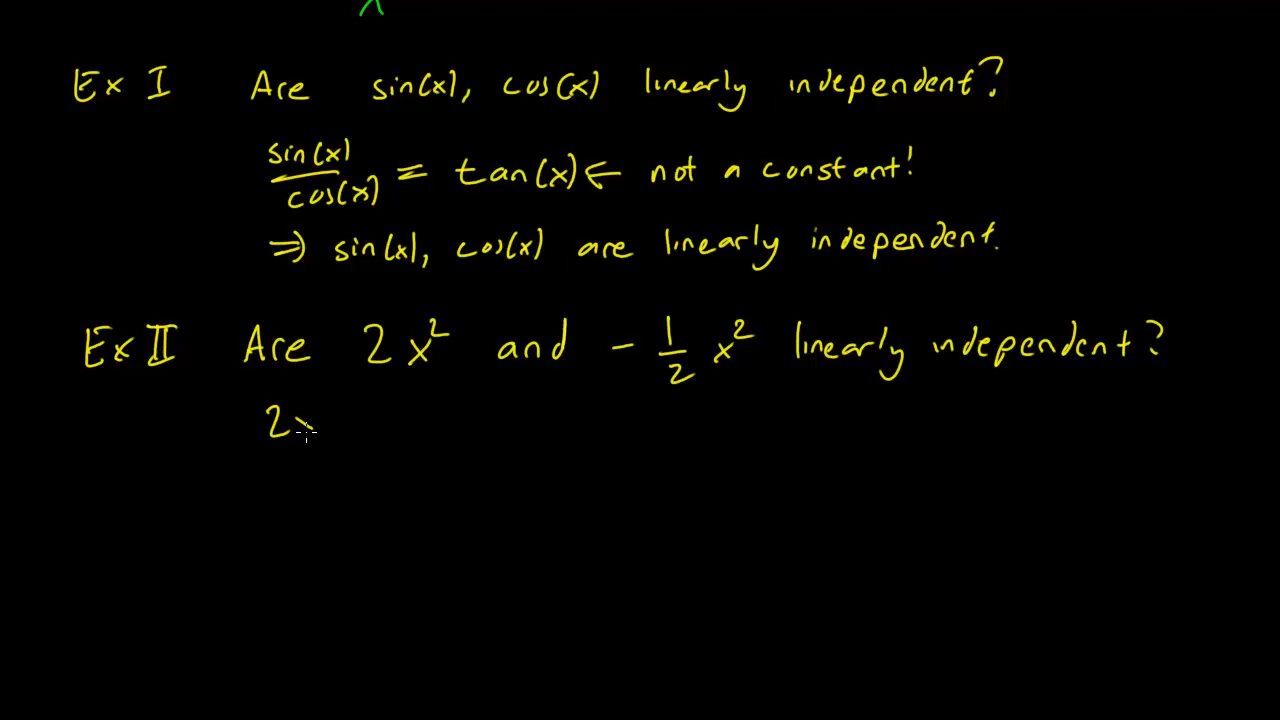 Ex I Are sin(x), cos(x) linearly independent?
sin(x)
cos(x) = tan(x) ← not a constant!
⇒ sin(x), cos(x) are linearly independent.
Ex II Are 2x² and -1/2 x² linearly independent?
2x